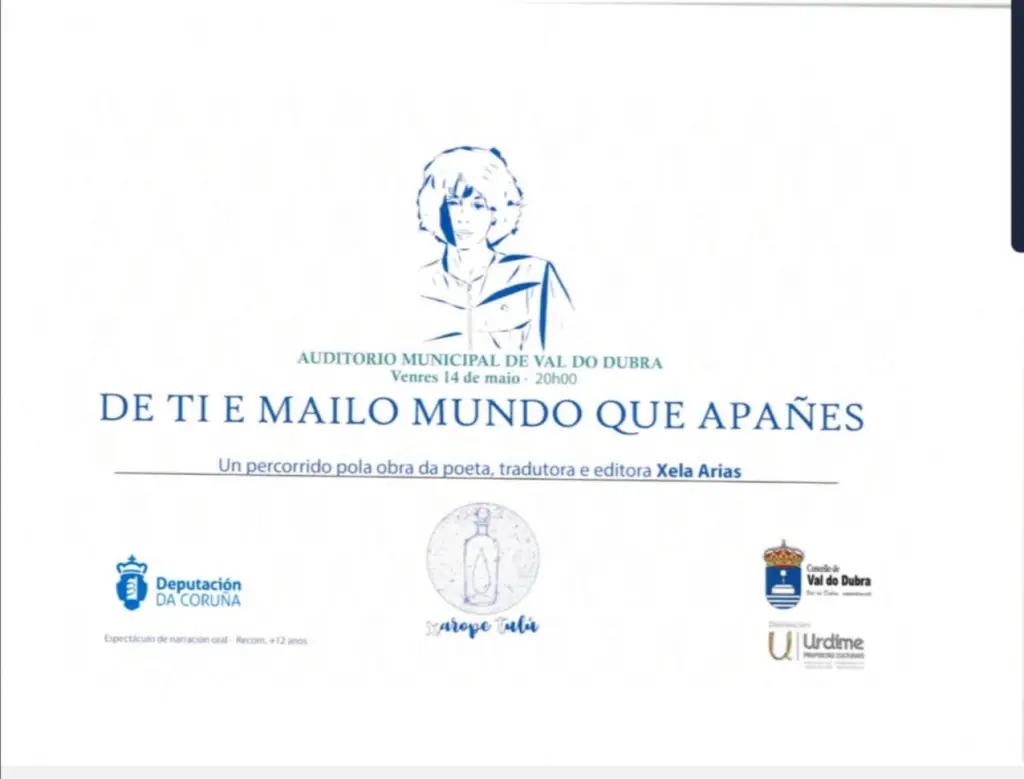 AUDITORIO MUNICIPAL DE VAL DO DUBRA
Venres 14 de maio · 20h00
DE TI E MAILO MUNDO QUE APAÑES
Un percorrido pola obra da poeta, tradutora e editora Xela Arias
Deputación
DA CORUÑA
Espectáculo de narración oral · Recom. +12 anos
Xarope Tulú
Concello de
Val do Dubra
Distribución:
Urdime
PROPOSTAS CULTURAIS